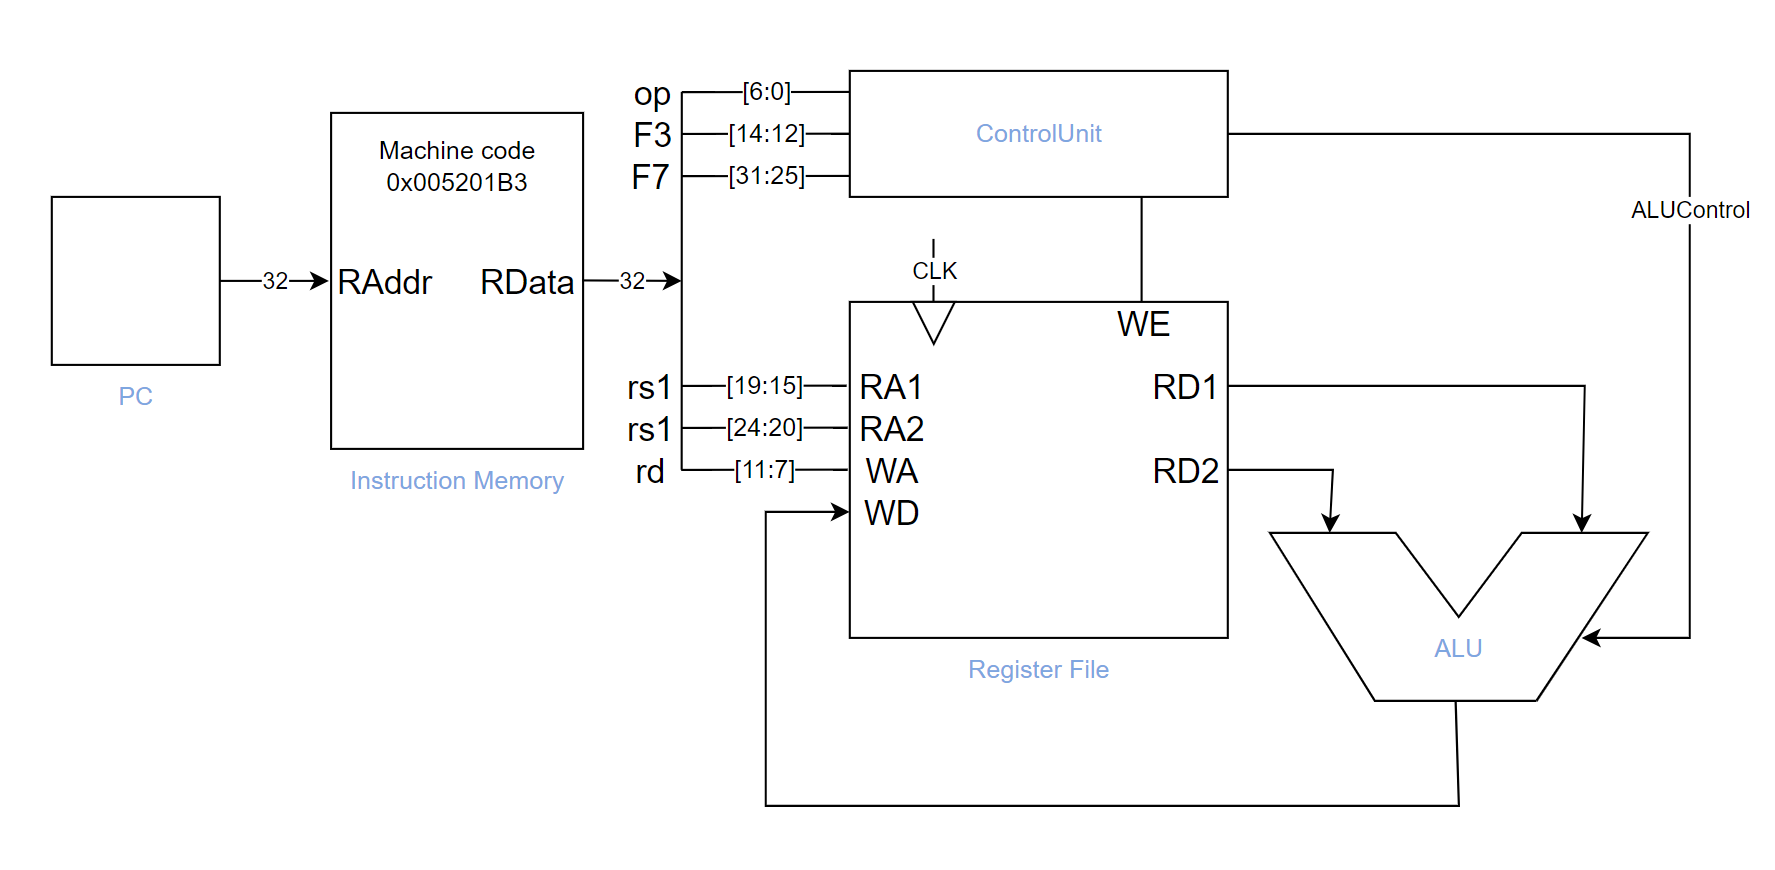 op
[6:0]
F3
[14:12]
F7
[31:25]
ControlUnit
Machine code
0x005201B3
ALUControl
CLK
32
RAddr
RData
32
WE
PC
rs1
[19:15]
RA1
RD1
rs1
[24:20]
RA2
rd
[11:7]
WA
RD2
WD
Instruction Memory
ALU
Register File